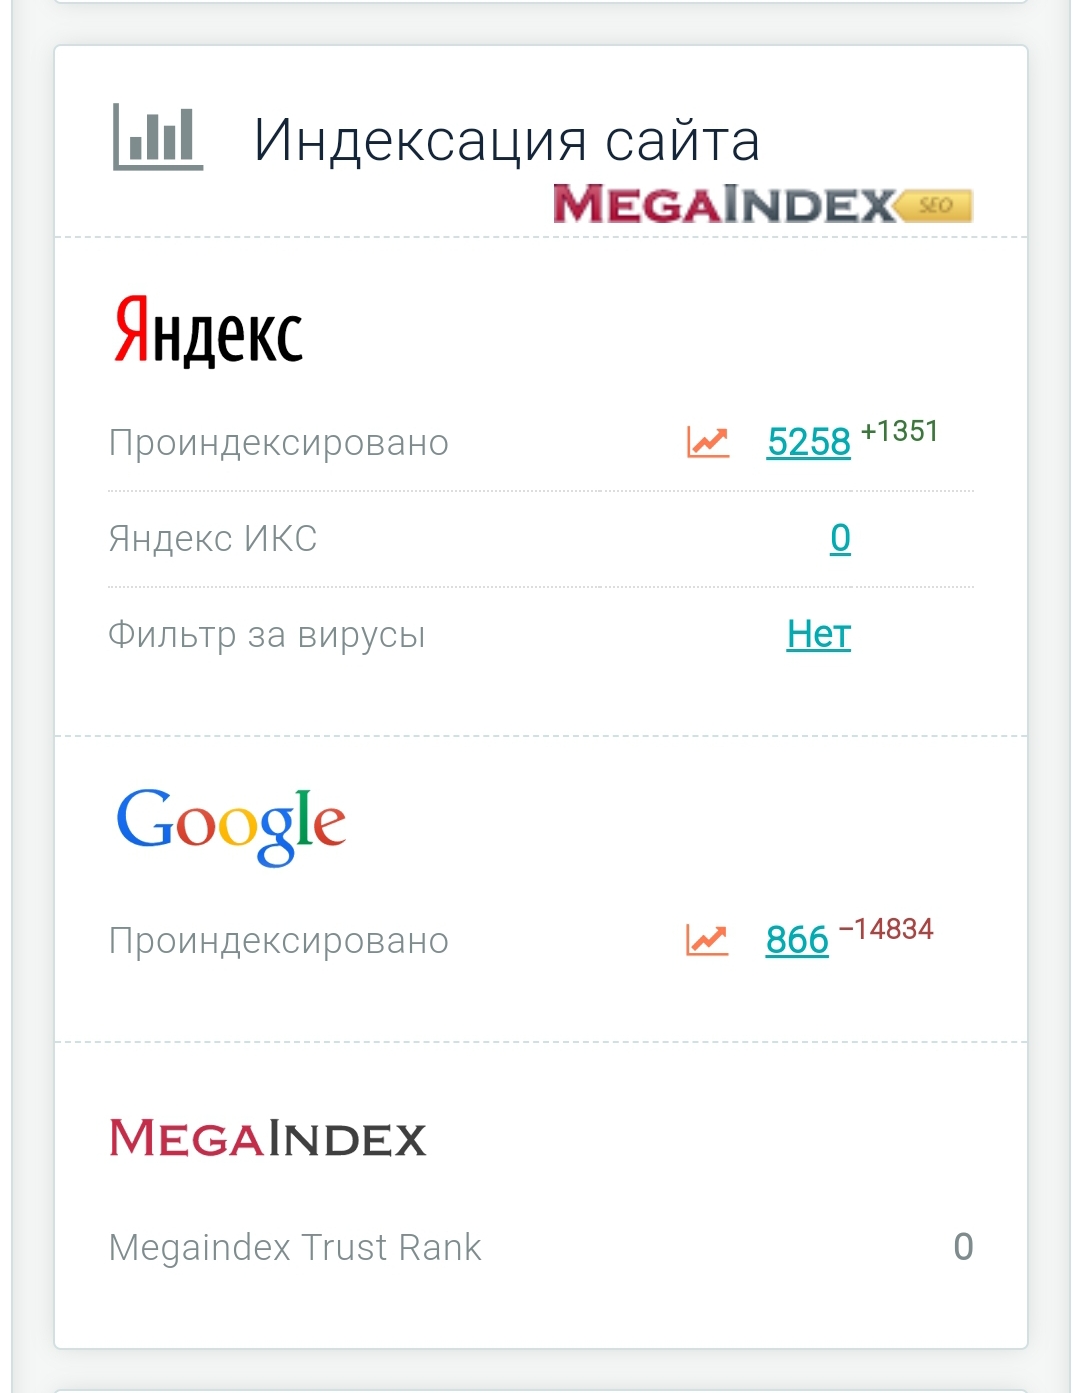 Индексация сайта
MEGAINDEX SEO
Яндекс
Проиндексировано 5258 +1351
Яндекс ИКС 0
Фильтр за вирусы Нет
Google
Проиндексировано 866 −14834
MEGAINDEX
Megaindex Trust Rank 0